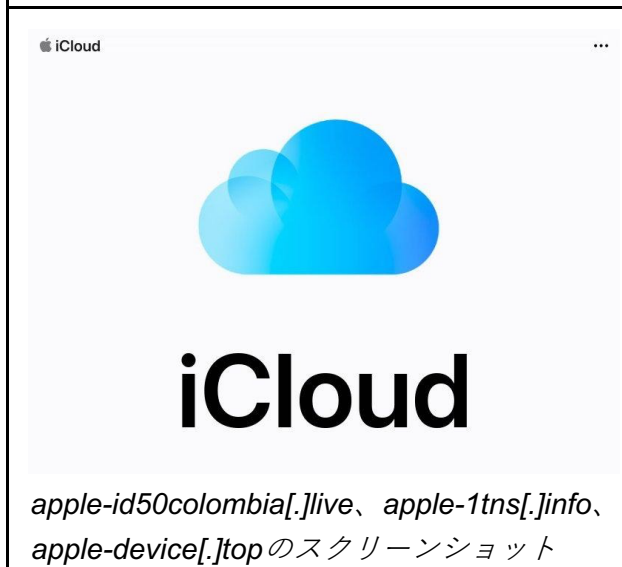 iCloud
iCloud
apple-id50colombia[.]live、apple-1tns[.]info、
apple-device[.]topのスクリーンショット